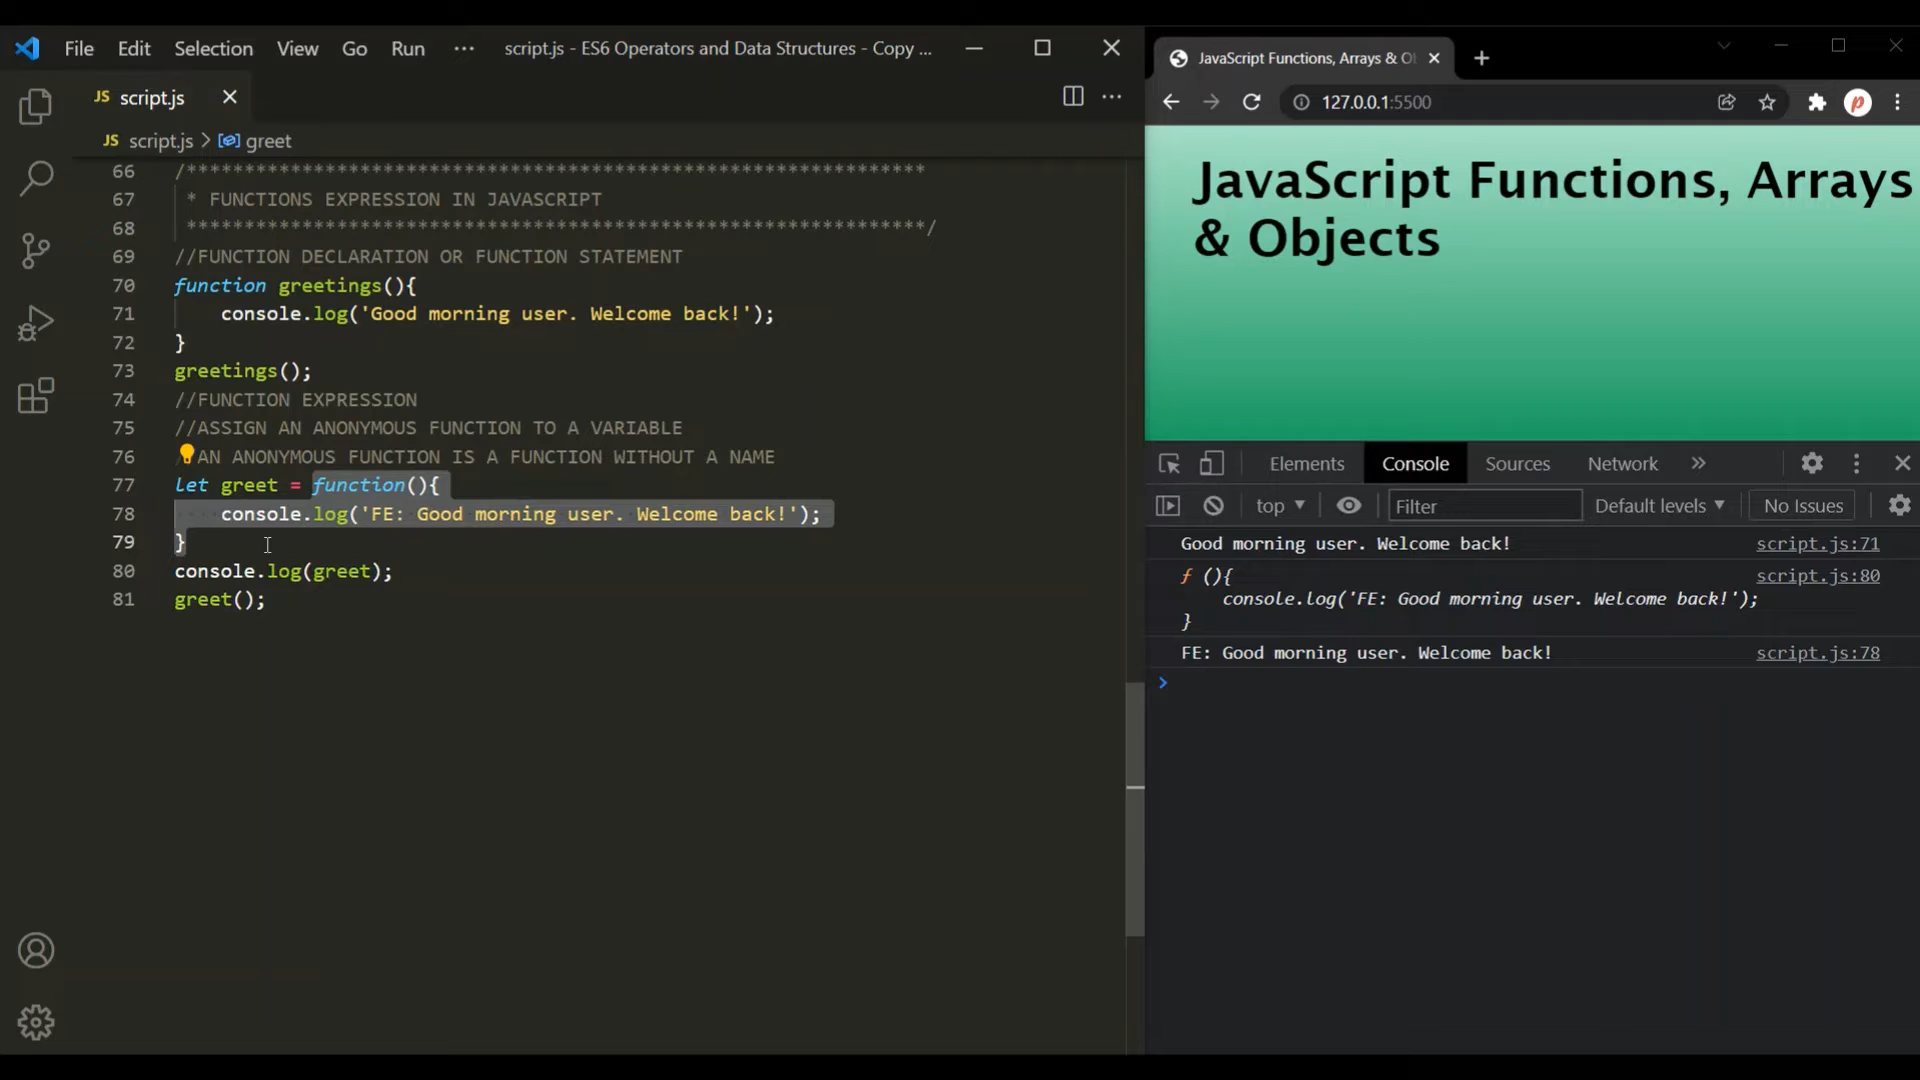 File Edit Selection View Go Run ··· script.js - ES6 Operators and Data Structures - Copy ...
JS script.js
JS script.js > greet
66 /****************************************************************
67 * FUNCTIONS EXPRESSION IN JAVASCRIPT
68 ****************************************************************/
69 //FUNCTION DECLARATION OR FUNCTION STATEMENT
70 function greetings(){
71 console.log('Good morning user. Welcome back!');
72 }
73 greetings();
74 //FUNCTION EXPRESSION
75 //ASSIGN AN ANONYMOUS FUNCTION TO A VARIABLE
76 AN ANONYMOUS FUNCTION IS A FUNCTION WITHOUT A NAME
77 let greet = function(){
78 console.log('FE: Good morning user. Welcome back!');
79 }
80 console.log(greet);
81 greet();
JavaScript Functions, Arrays & O
127.0.0.1:5500
p
JavaScript Functions, Arrays
& Objects
Elements Console Sources Network »
top Filter Default levels No Issues
Good morning user. Welcome back! script.js:71
f (){ script.js:80
console.log('FE: Good morning user. Welcome back!');
}
FE: Good morning user. Welcome back! script.js:78
>